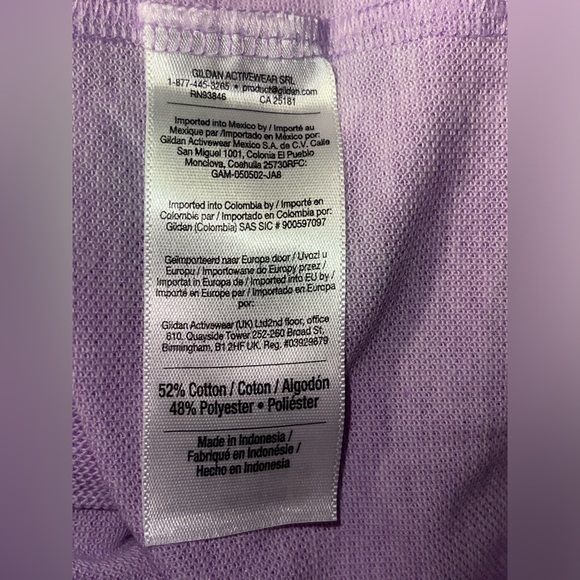 GILDAN ACTIVEWEAR SRL
1-877-445-3265 • product@gildan.com
RN93846 CA 25181
Imported into Mexico by / Importé au
Mexique par /Importado en México por:
Gildan Activewear Mexico S.A. de C.V. Calle
San Miguel 1001, Colonia El Pueblo
Monclova, Coahuila 25730RFC:
GAM-050502-JA8
Imported into Colombia by / Importé en
Colombie par / Importado en Colombia por:
Gildan (Colombia) SAS SIC # 900597097
Geïmporteerd naar Europa door / Uvozi u
Europu / Importowane do Europy przez /
Importat in Europa de / Imported into EU by /
Importé en Europe par / Importado en Europa
por:
Gildan Activewear (UK) Ltd2nd floor, office
610. Quayside Tower 252-260 Broad St,
Birmingham, B1 2HF UK. Reg. #03929879
52% Cotton / Coton / Algodón
48% Polyester • Poliéster
Made in Indonesia /
Fabriqué en Indonésie /
Hecho en Indonesia